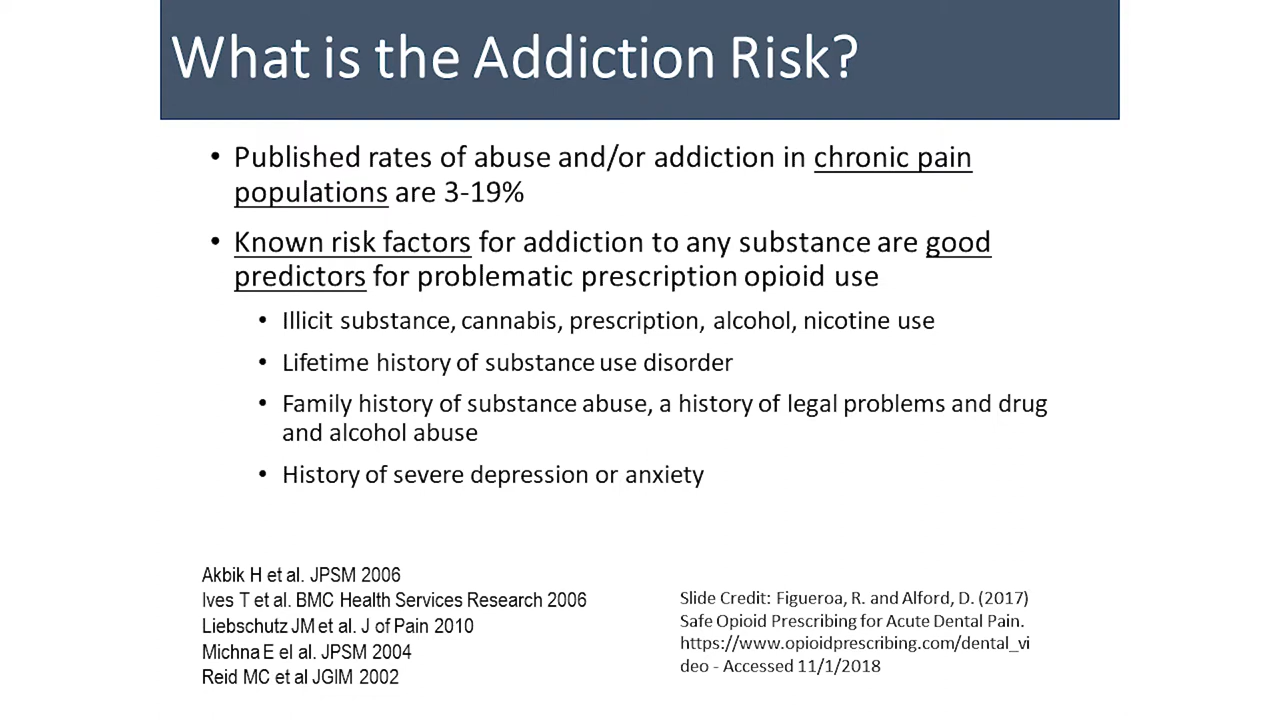 What is the Addiction Risk?
• Published rates of abuse and/or addiction in chronic pain
populations are 3-19%
• Known risk factors for addiction to any substance are good
predictors for problematic prescription opioid use
• Illicit substance, cannabis, prescription, alcohol, nicotine use
• Lifetime history of substance use disorder
• Family history of substance abuse, a history of legal problems and drug
and alcohol abuse
• History of severe depression or anxiety
Akbik H et al. JPSM 2006
Ives T et al. BMC Health Services Research 2006
Liebschutz JM et al. J of Pain 2010
Michna E el al. JPSM 2004
Reid MC et al JGIM 2002
Slide Credit: Figueroa, R. and Alford, D. (2017)
Safe Opioid Prescribing for Acute Dental Pain.
https://www.opioidprescribing.com/dental_vi
deo - Accessed 11/1/2018